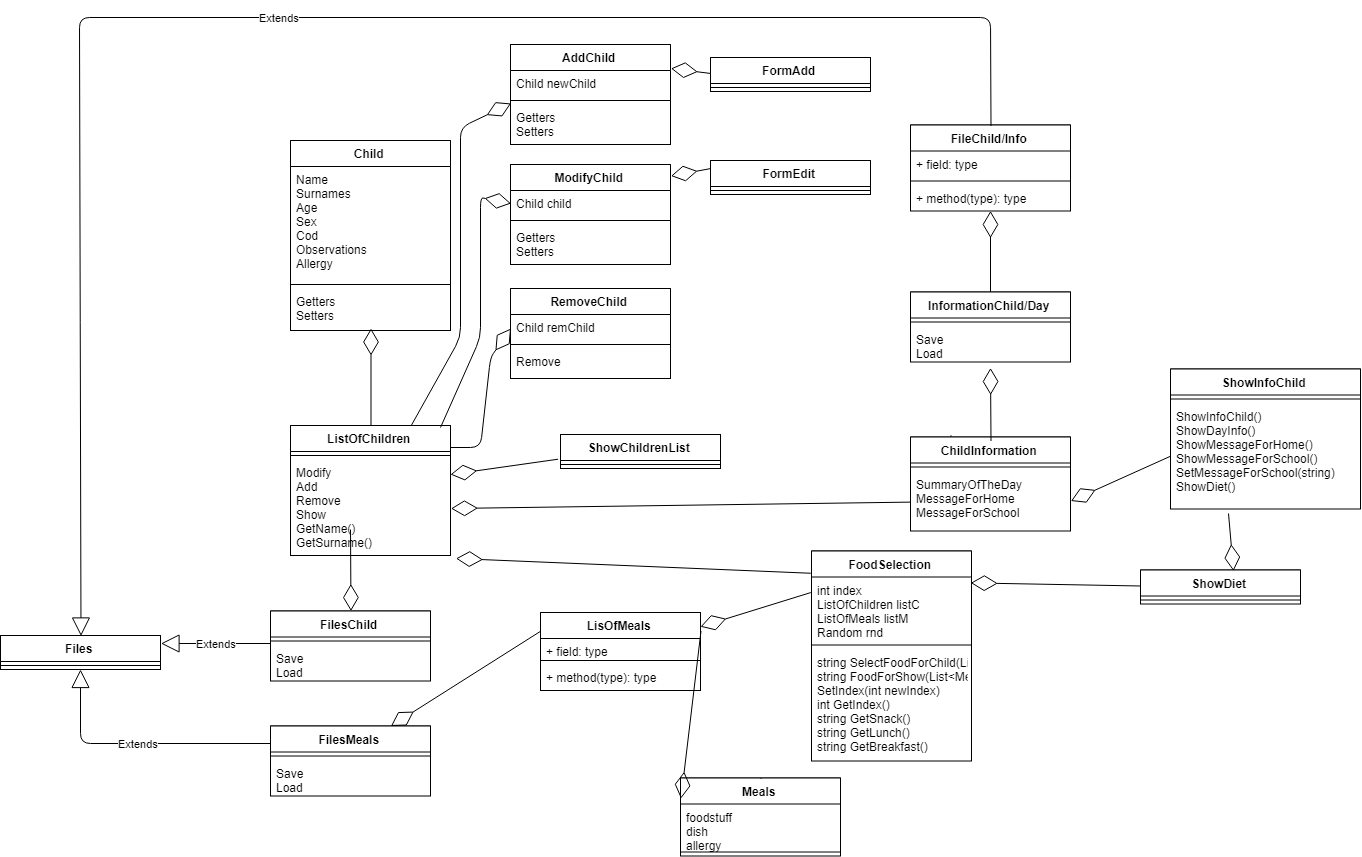 Extends
AddChild
Child newChild
Getters
Setters
FormAdd
FileChild/Info
+ field: type
+ method(type): type
Child
Name
Surnames
Age
Sex
Cod
Observations
Allergy
Getters
Setters
ModifyChild
Child child
Getters
Setters
FormEdit
RemoveChild
Child remChild
Remove
InformationChild/Day
Save
Load
ShowInfoChild
ShowInfoChild()
ShowDayInfo()
ShowMessageForHome()
ShowMessageForSchool()
SetMessageForSchool(string)
ShowDiet()
ListOfChildren
Modify
Add
Remove
Show
GetName()
GetSurname()
ShowChildrenList
ChildInformation
SummaryOfTheDay
MessageForHome
MessageForSchool
FoodSelection
int index
ListOfChildren listC
ListOfMeals listM
Random rnd
string SelectFoodForChild(Li
string FoodForShow(List<Me
SetIndex(int newIndex)
int GetIndex()
string GetSnack()
string GetLunch()
string GetBreakfast()
ShowDiet
Files
Extends
FilesChild
Save
Load
LisOfMeals
+ field: type
+ method(type): type
Extends
FilesMeals
Save
Load
Meals
foodstuff
dish
allergy